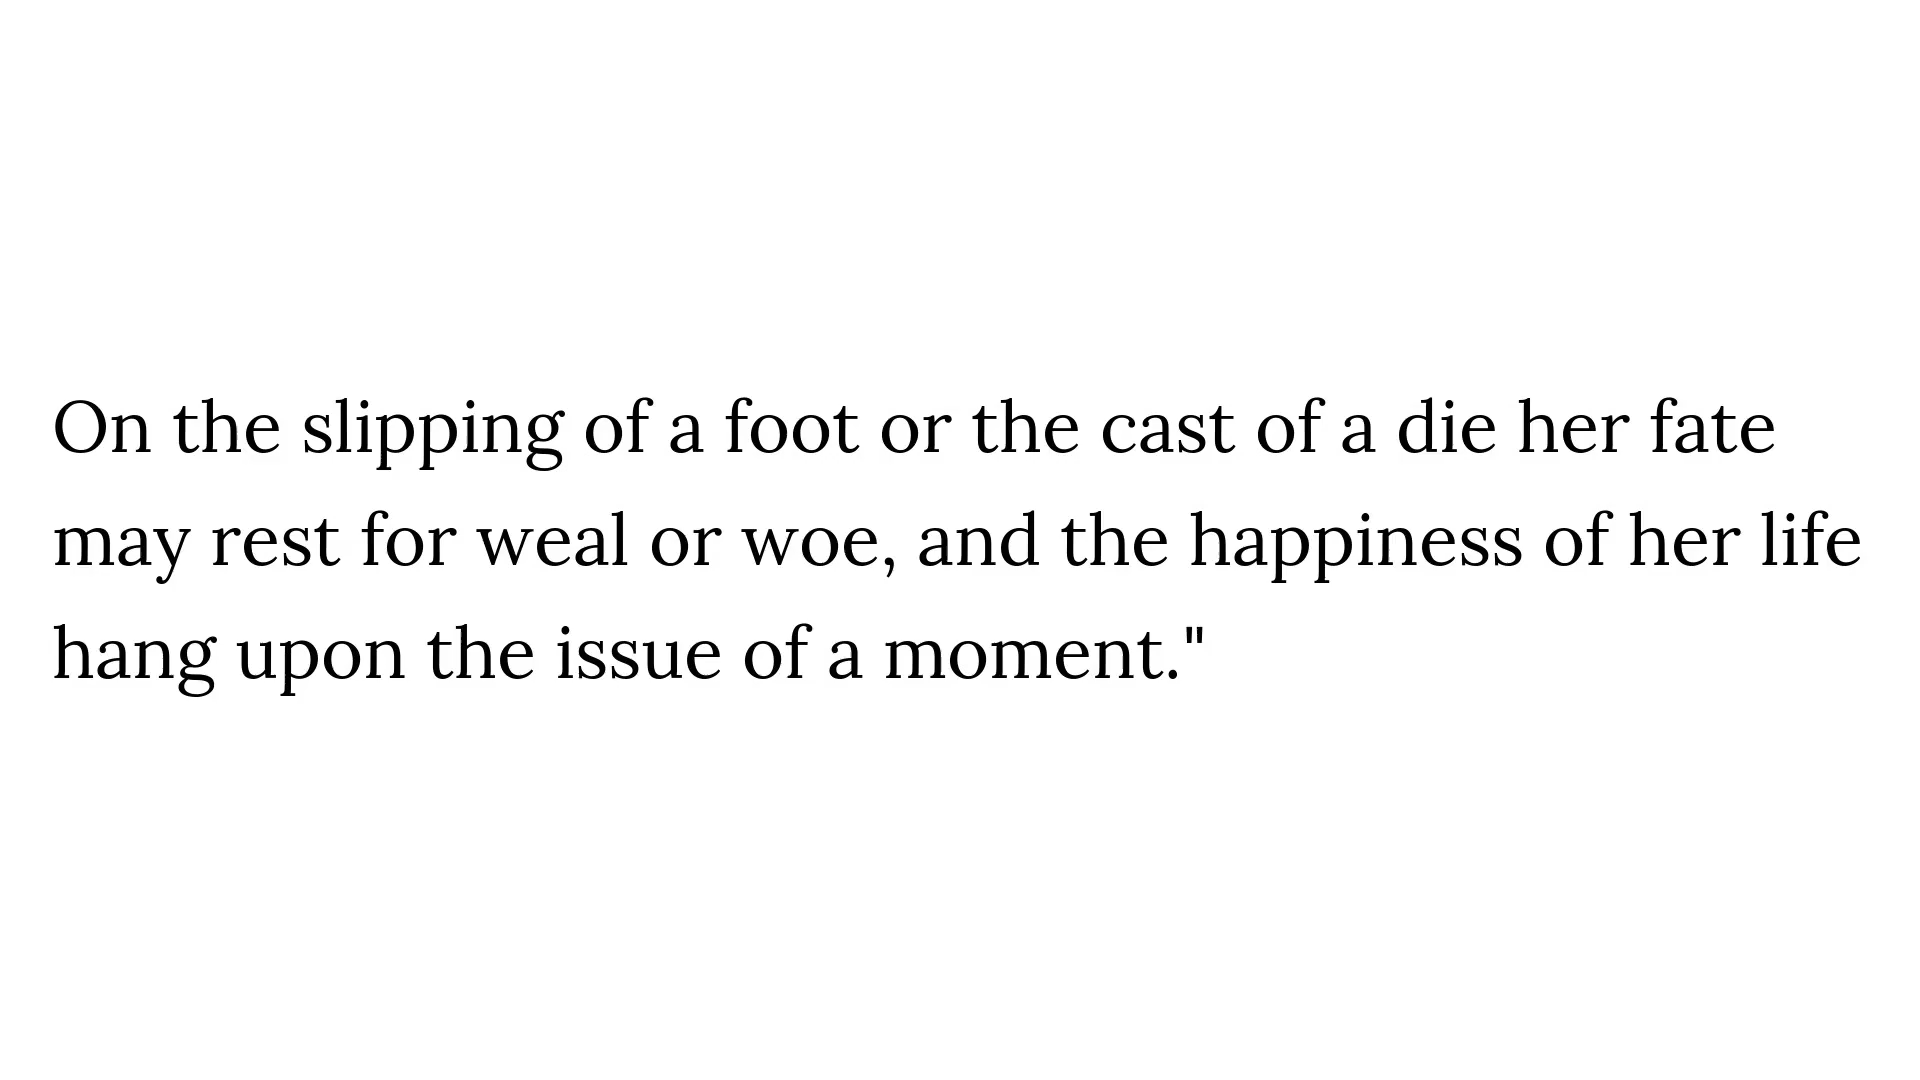 On the slipping of a foot or the cast of a die her fate
may rest for weal or woe, and the happiness of her life
hang upon the issue of a moment."